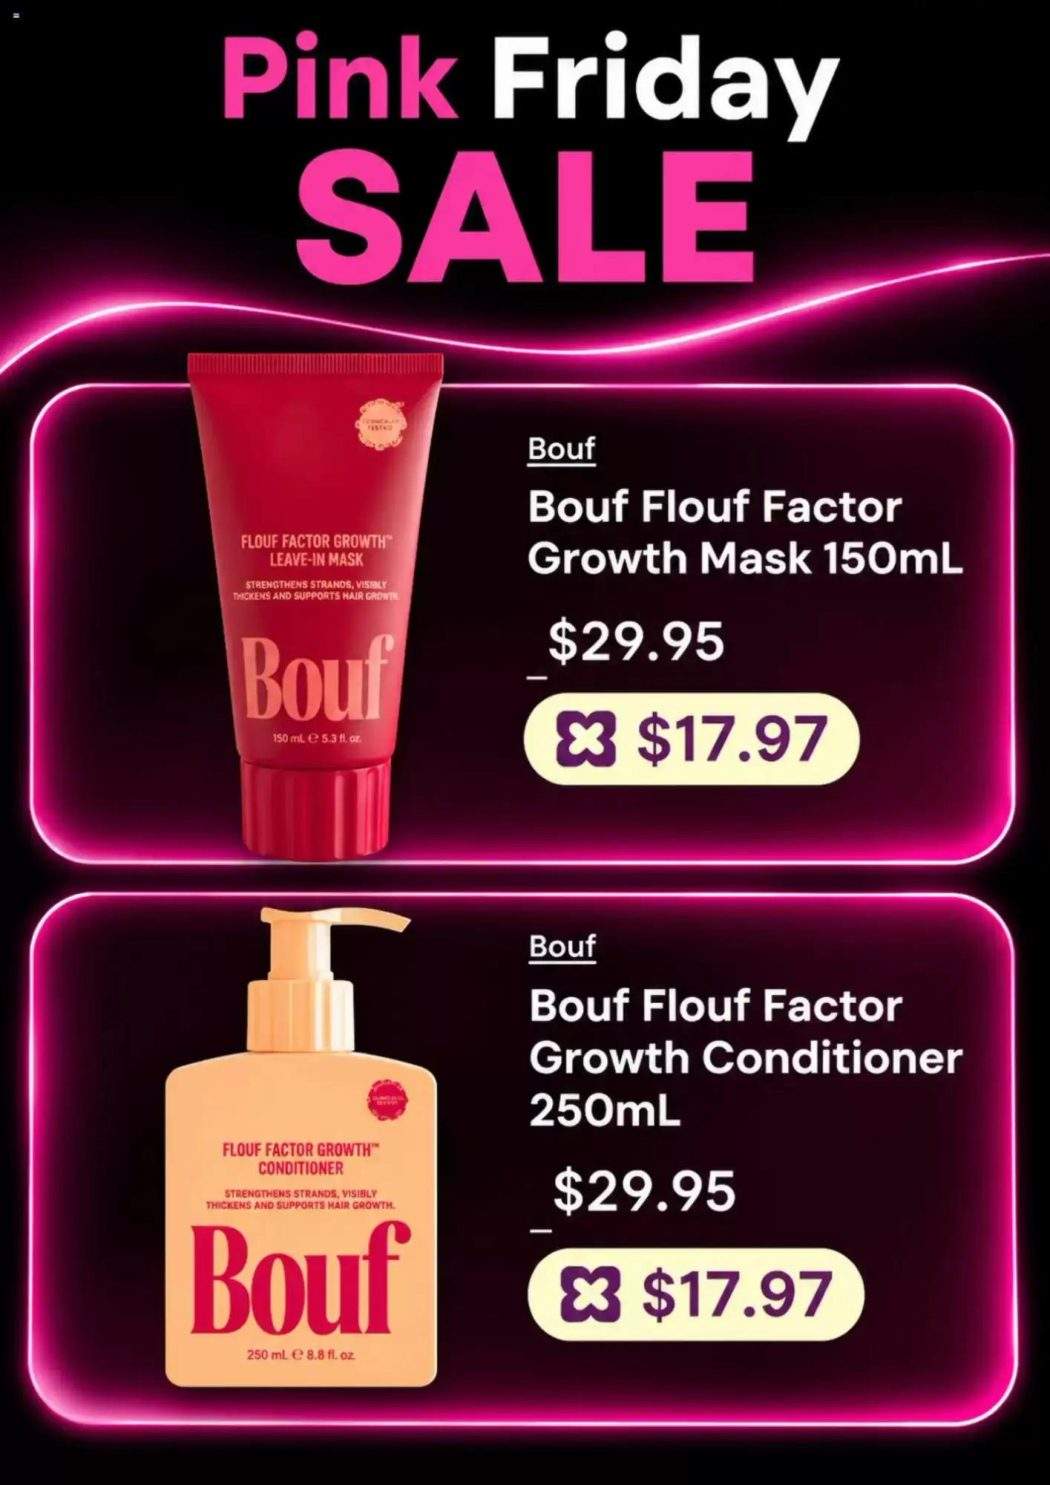 Pink Friday
SALE
FLOUF FACTOR GROWTH™
LEAVE-IN MASK
STRENGTHENS STRANDS, VISIBLY
THICKENS AND SUPPORTS HAIR GROWTH.
Bouf
150 mL ℮ 5.3 fl. oz.
Bouf
Bouf Flouf Factor
Growth Mask 150mL
_$29.95
$17.97
FLOUF FACTOR GROWTH™
CONDITIONER
STRENGTHENS STRANDS, VISIBLY
THICKENS AND SUPPORTS HAIR GROWTH.
Bouf
250 mL ℮ 8.8 fl. oz.
Bouf
Bouf Flouf Factor
Growth Conditioner
250mL
_$29.95
$17.97